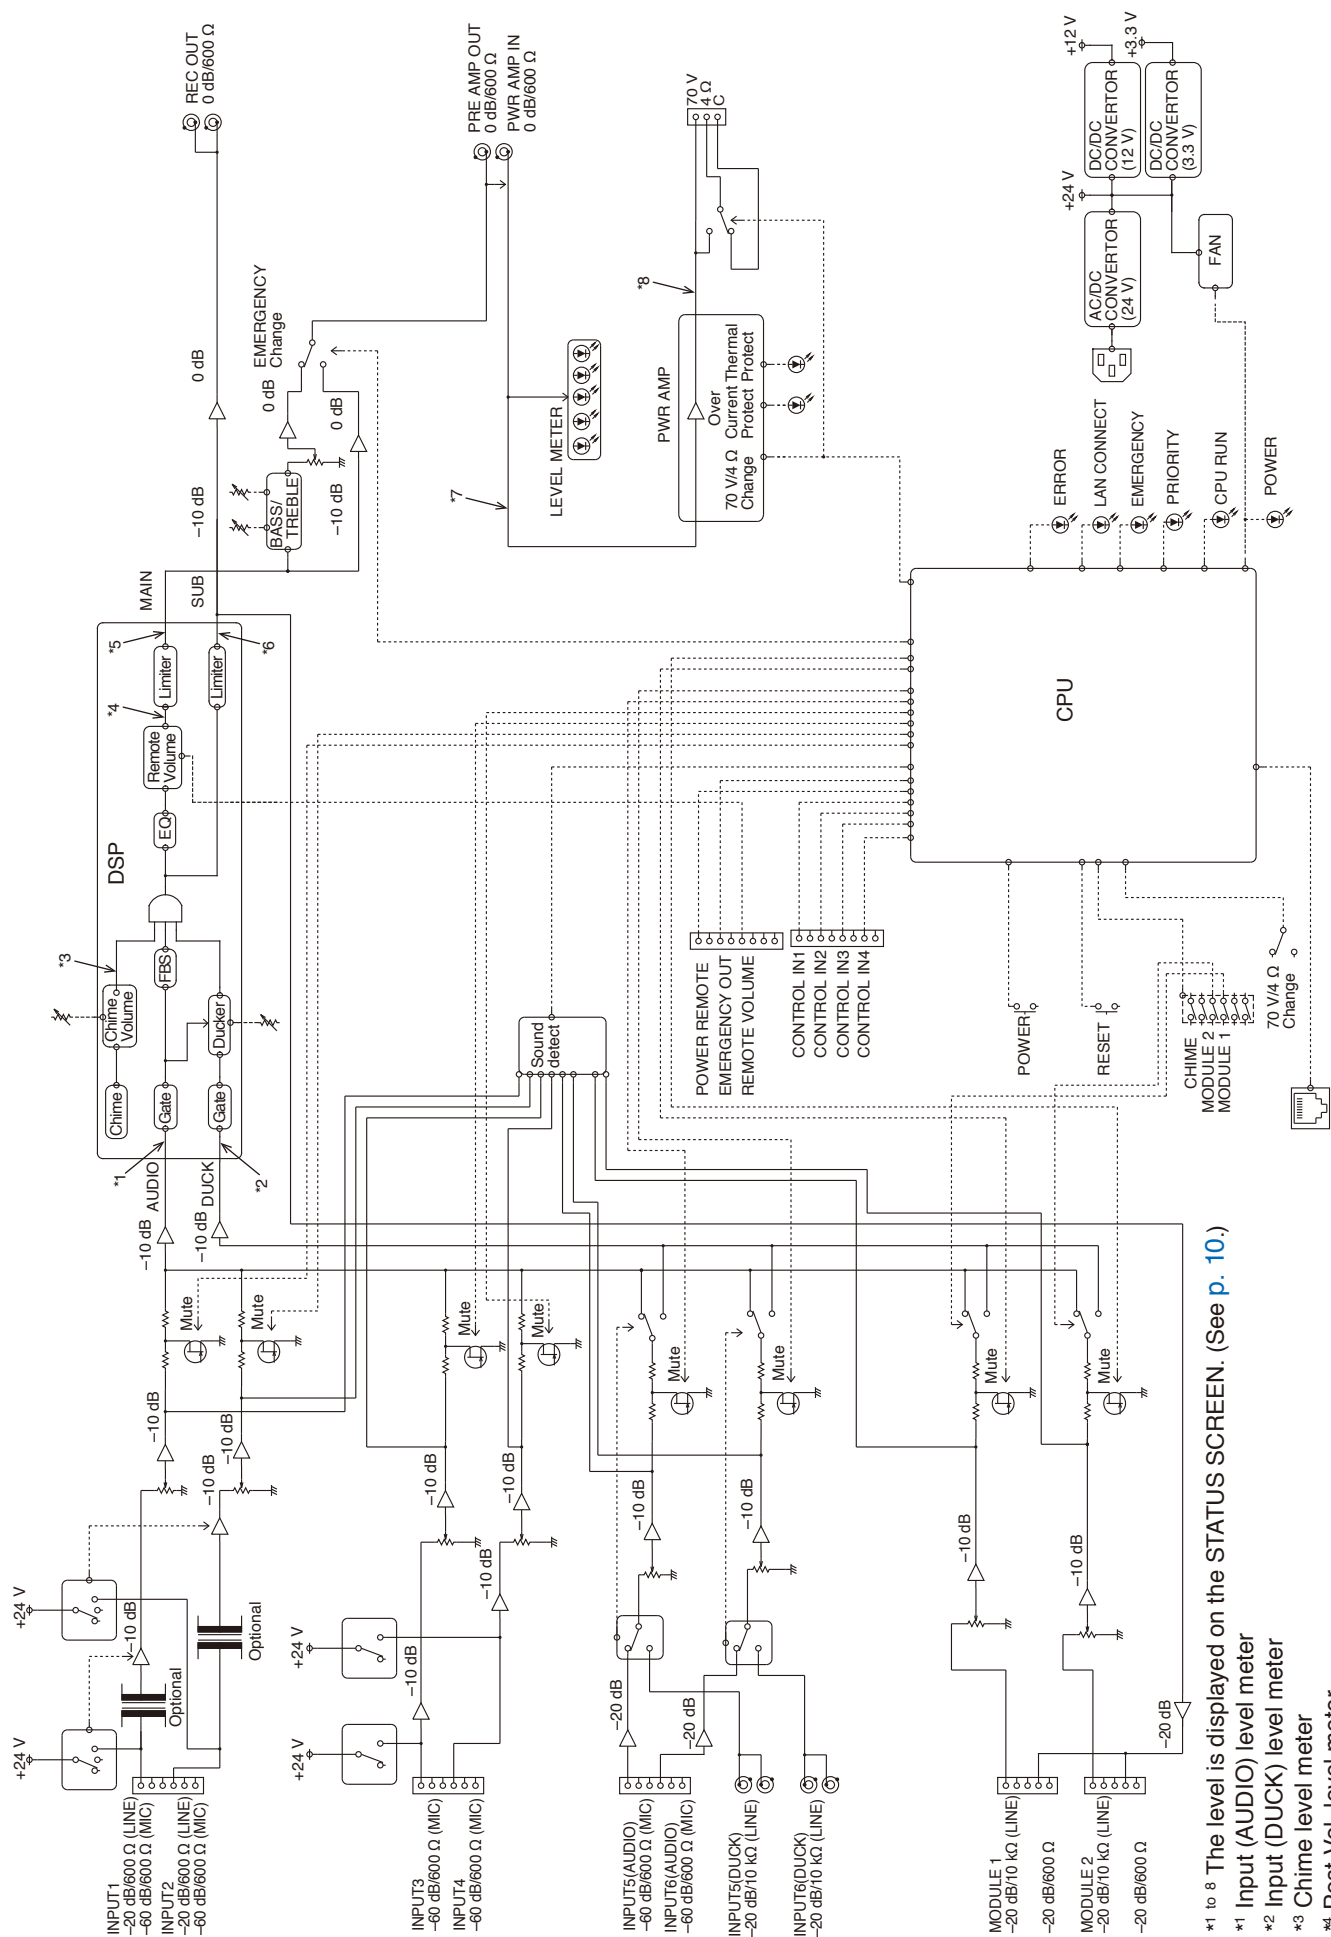 INPUT1
–20 dB/600 Ω (LINE)
–60 dB/600 Ω (MIC)
INPUT2
–20 dB/600 Ω (LINE)
–60 dB/600 Ω (MIC)
+24 V
+24 V
Optional
Optional
–10 dB
–10 dB
–10 dB
–10 dB
Mute
Mute
–10 dB
–10 dB
AUDIO
DUCK
*1
*2
DSP
Chime
Gate
Gate
Chime
Volume
*3
FBS
Ducker
EQ
Remote
Volume
*4
Limiter
Limiter
*5
*6
MAIN
SUB
–10 dB
0 dB
REC OUT
0 dB/600 Ω
BASS/
TREBLE
–10 dB
0 dB
0 dB
EMERGENCY
Change
PRE AMP OUT
0 dB/600 Ω
PWR AMP IN
0 dB/600 Ω
*7
LEVEL METER
PWR AMP
70 V/4 Ω
Change
Over
Current
Protect
Thermal
Protect
*8
70 V
4 Ω
C
INPUT3
–60 dB/600 Ω (MIC)
INPUT4
–60 dB/600 Ω (MIC)
+24 V
+24 V
–10 dB
–10 dB
–10 dB
–10 dB
Mute
Mute
Sound
detect
INPUT5(AUDIO)
–60 dB/600 Ω (MIC)
INPUT6(AUDIO)
–60 dB/600 Ω (MIC)
INPUT5(DUCK)
–20 dB/10 kΩ (LINE)
INPUT6(DUCK)
–20 dB/10 kΩ (LINE)
–20 dB
–20 dB
–10 dB
–10 dB
Mute
Mute
POWER REMOTE
EMERGENCY OUT
REMOTE VOLUME
CONTROL IN1
CONTROL IN2
CONTROL IN3
CONTROL IN4
CPU
ERROR
LAN CONNECT
EMERGENCY
PRIORITY
CPU RUN
POWER
AC/DC
CONVERTOR
(24 V)
+24 V
DC/DC
CONVERTOR
(12 V)
+12 V
DC/DC
CONVERTOR
(3.3 V)
+3.3 V
FAN
MODULE 1
–20 dB/10 kΩ (LINE)
–20 dB/600 Ω
MODULE 2
–20 dB/10 kΩ (LINE)
–20 dB/600 Ω
–10 dB
–10 dB
–20 dB
Mute
Mute
POWER
RESET
CHIME
MODULE 2
MODULE 1
70 V/4 Ω
Change
*1 to 8 The level is displayed on the STATUS SCREEN. (See p. 10.)
*1 Input (AUDIO) level meter
*2 Input (DUCK) level meter
*3 Chime level meter